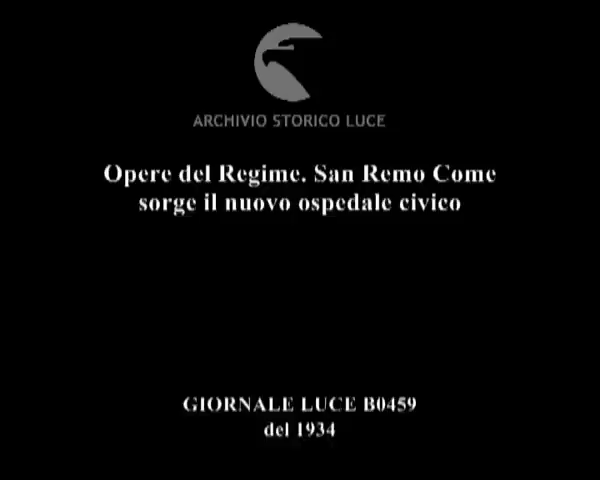 ARCHIVIO STORICO LUCE
Opere del Regime. San Remo Come
sorge il nuovo ospedale civico
GIORNALE LUCE B0459
del 1934